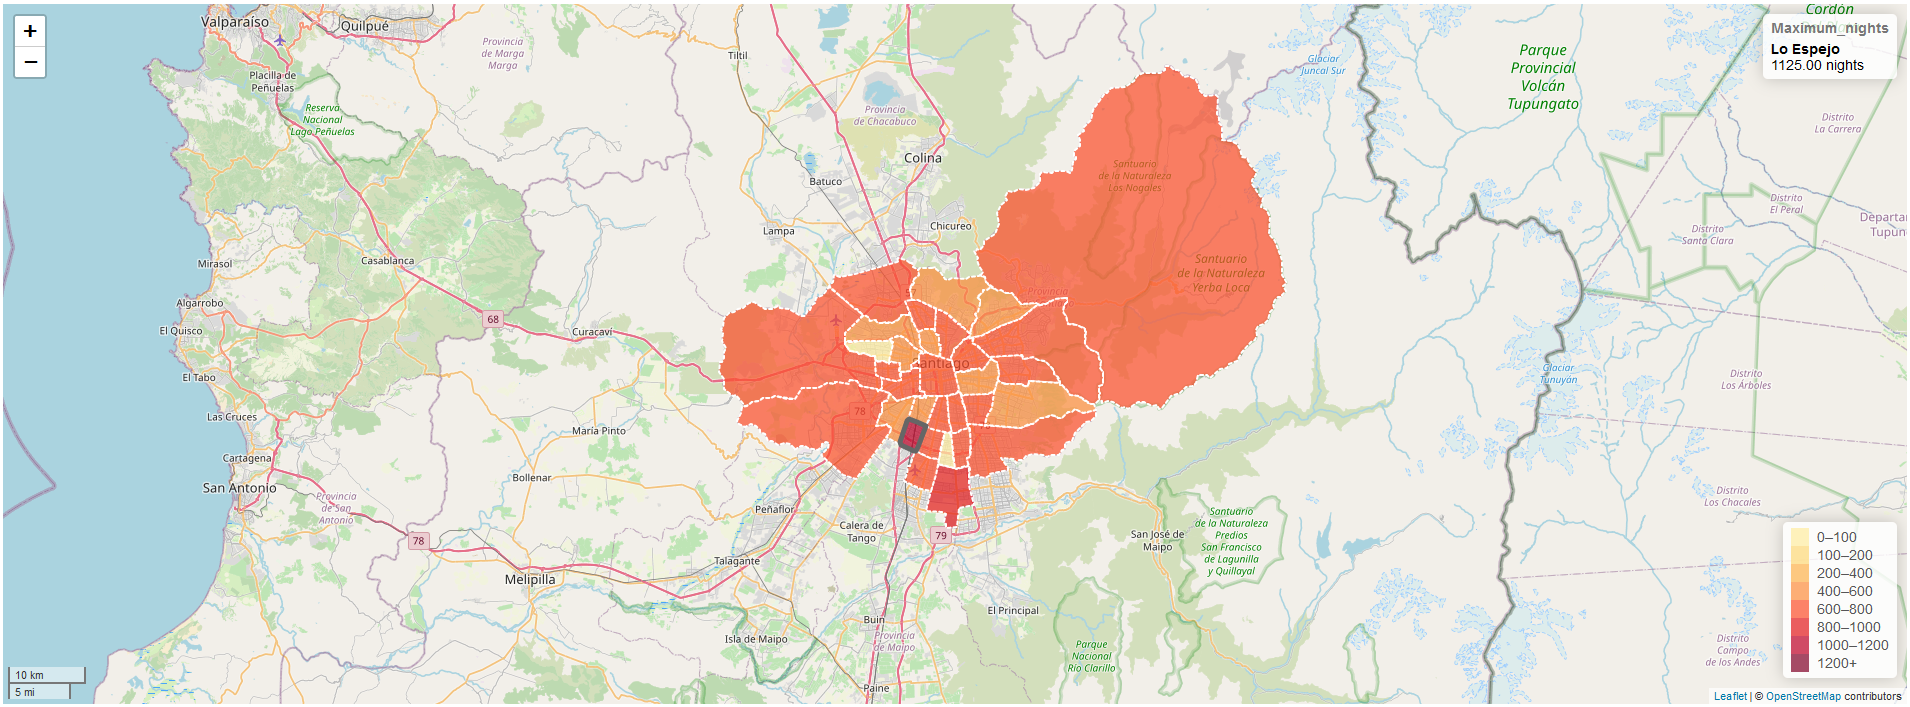 +
−
Valparaíso
Quilpué
Placilla de
Peñuelas
Reserva
Nacional
Lago Peñuelas
Provincia
de Marga
Marga
Tiltil
Provincia
de Chacabuco
Colina
Batuco
Chicureo
Lampa
Mirasol
Casablanca
Algarrobo
El Quisco
68
Curacaví
El Tabo
Las Cruces
María Pinto
Cartagena
San Antonio
Bollenar
Provincia
de San
Antonio
78
Melipilla
Talagante
Peñaflor
Calera de
Tango
79
Isla de Maipo
Buin
Provincia
de Maipo
Paine
El Principal
San José de
Maipo
Parque
Nacional
Río Clarillo
Santuario
de la Naturaleza
Predios
San Francisco
de Lagunilla
y Quillayal
Santuario
de la Naturaleza
Los Nogales
Santuario
de la Naturaleza
Yerba Loca
Provincia
Santiago
78
Glaciar
Juncal Sur
Parque
Provincial
Volcán
Tupungato
Cordón
Distrito
La Carrera
Distrito
El Peral
Distrito
Santa Clara
Departam
Tupun
Glaciar
Tunuyán
Distrito
Los Árboles
Distrito
Los Chacales
Distrito
Campo
de los Andes
Maximum_nights
Lo Espejo
1125.00 nights
0–100
100–200
200–400
400–600
600–800
800–1000
1000–1200
1200+
10 km
5 mi
Leaflet | © OpenStreetMap contributors